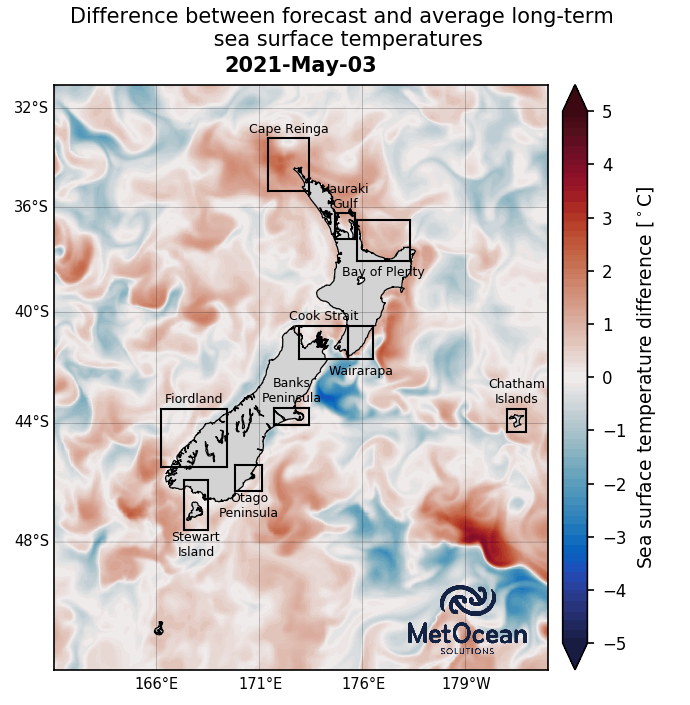 Difference between forecast and average long-term
sea surface temperatures
2021-May-03
32°S
36°S
40°S
44°S
48°S
Cape Reinga
Hauraki
Gulf
Bay of Plenty
Cook Strait
Wairarapa
Banks
Peninsula
Fiordland
Chatham
Islands
Otago
Peninsula
Stewart
Island
MetOcean
SOLUTIONS
166°E
171°E
176°E
179°W
5
4
3
2
1
0
−1
−2
−3
−4
−5
Sea surface temperature difference [°C]